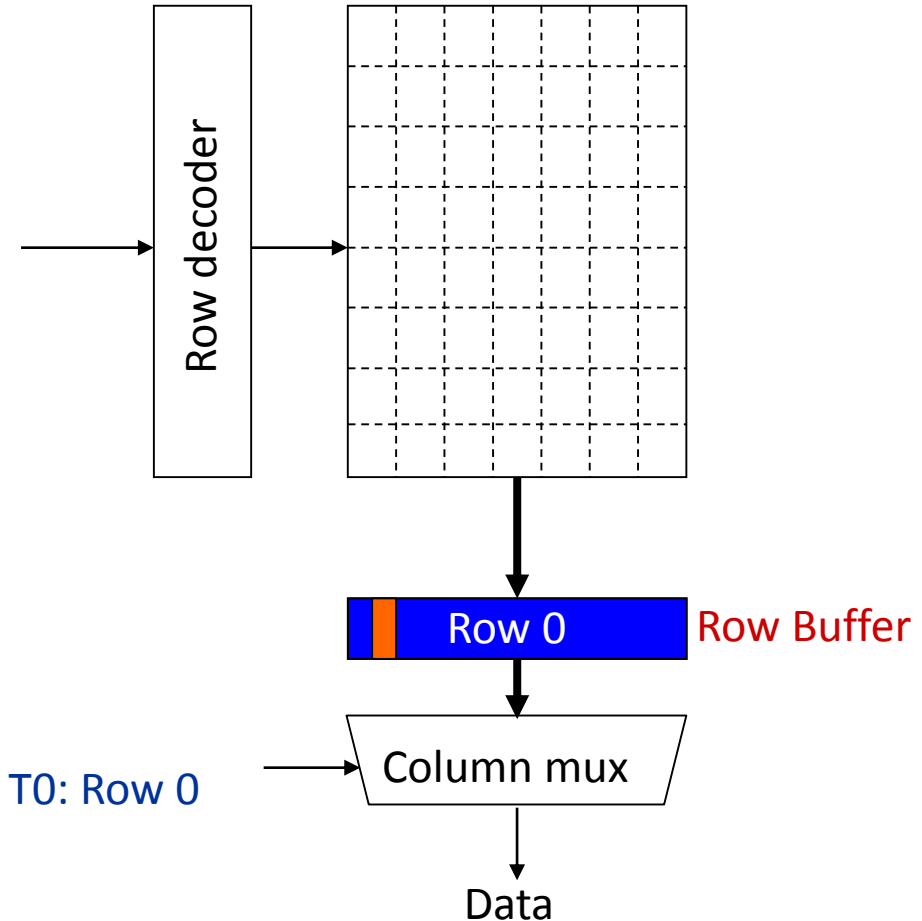 Row decoder
Row 0
Row Buffer
Column mux
T0: Row 0
Data